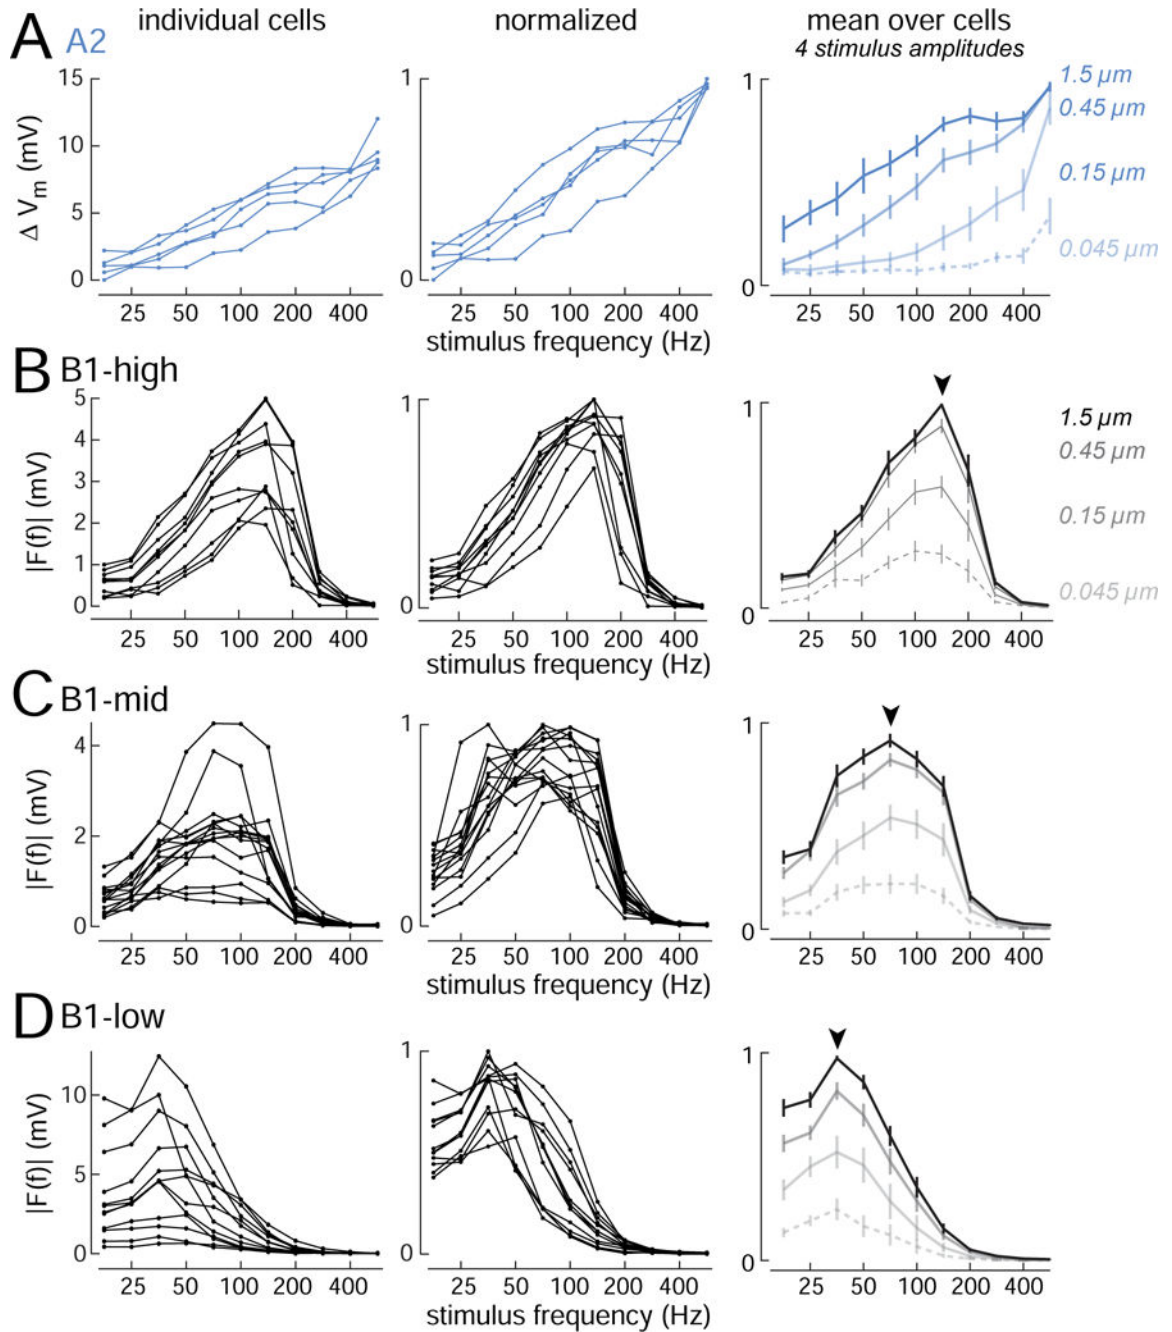 individual cells normalized mean over cells
4 stimulus amplitudes
A A2
15 1 1 1.5 µm
0.45 µm
10
0.15 µm
5
0.045 µm
0 0 0
Δ Vm (mV)
25 50 100 200 400 25 50 100 200 400 25 50 100 200 400
stimulus frequency (Hz)
B B1-high
5 1 1 1.5 µm
4 0.45 µm
3
2 0.15 µm
1 0.045 µm
0 0 0
|F(f)| (mV)
25 50 100 200 400 25 50 100 200 400 25 50 100 200 400
stimulus frequency (Hz)
C B1-mid
4 1 1
2
0 0 0
|F(f)| (mV)
25 50 100 200 400 25 50 100 200 400 25 50 100 200 400
stimulus frequency (Hz)
D B1-low
10 1 1
5
0 0 0
|F(f)| (mV)
25 50 100 200 400 25 50 100 200 400 25 50 100 200 400
stimulus frequency (Hz)